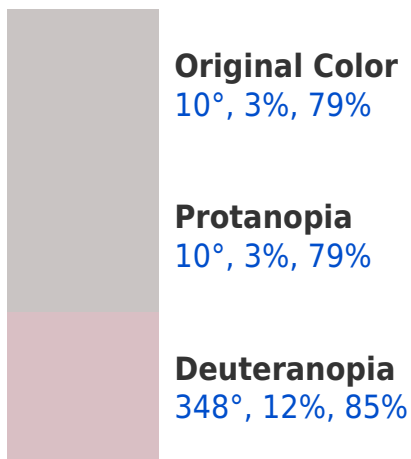 Original Color
10°, 3%, 79%
Protanopia
10°, 3%, 79%
Deuteranopia
348°, 12%, 85%